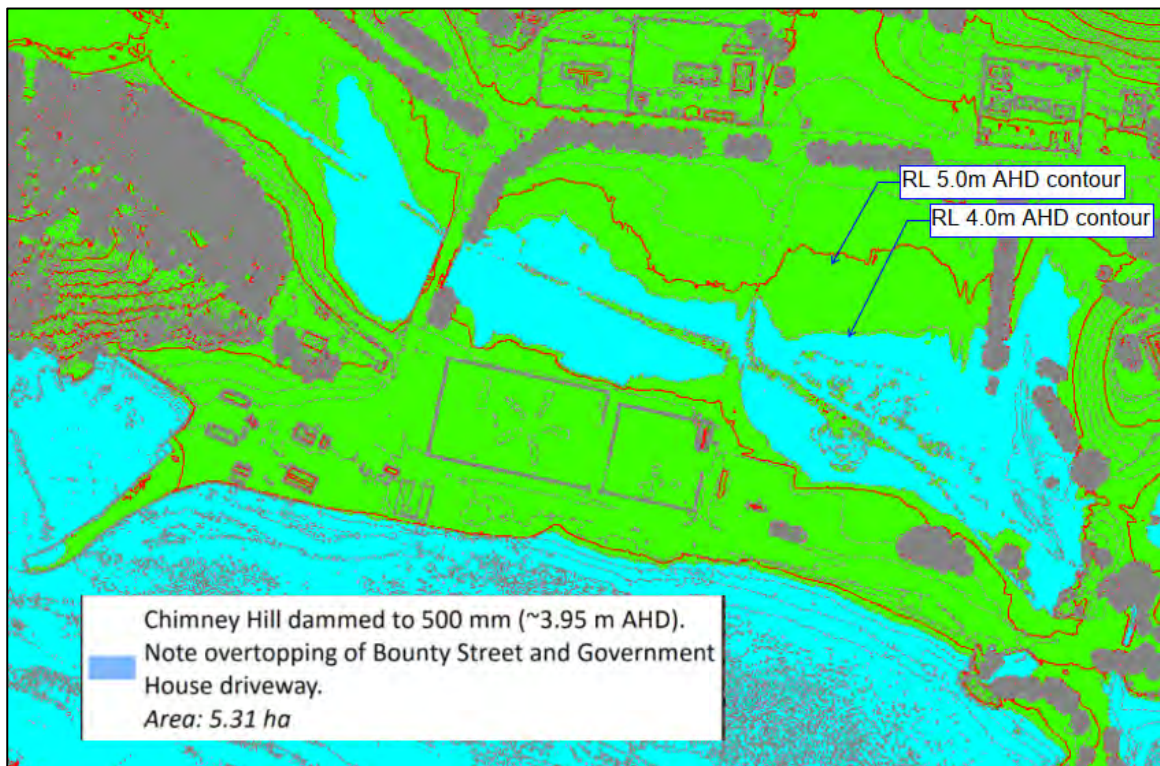 RL 5.0m AHD contour
RL 4.0m AHD contour
Chimney Hill dammed to 500 mm (~3.95 m AHD).
Note overtopping of Bounty Street and Government
House driveway.
Area: 5.31 ha